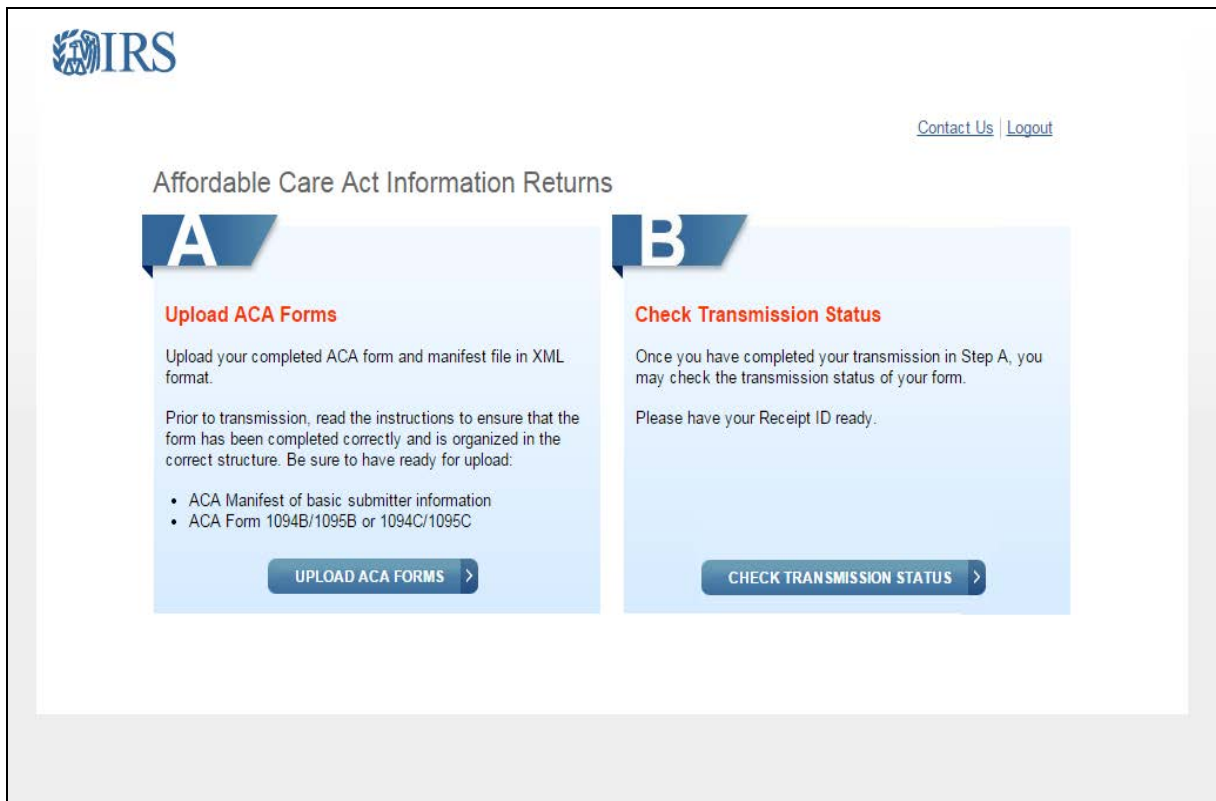 IRS
Contact Us | Logout
Affordable Care Act Information Returns
A
Upload ACA Forms
Upload your completed ACA form and manifest file in XML
format.
Prior to transmission, read the instructions to ensure that the
form has been completed correctly and is organized in the
correct structure. Be sure to have ready for upload:
• ACA Manifest of basic submitter information
• ACA Form 1094B/1095B or 1094C/1095C
UPLOAD ACA FORMS >
B
Check Transmission Status
Once you have completed your transmission in Step A, you
may check the transmission status of your form.
Please have your Receipt ID ready.
CHECK TRANSMISSION STATUS >